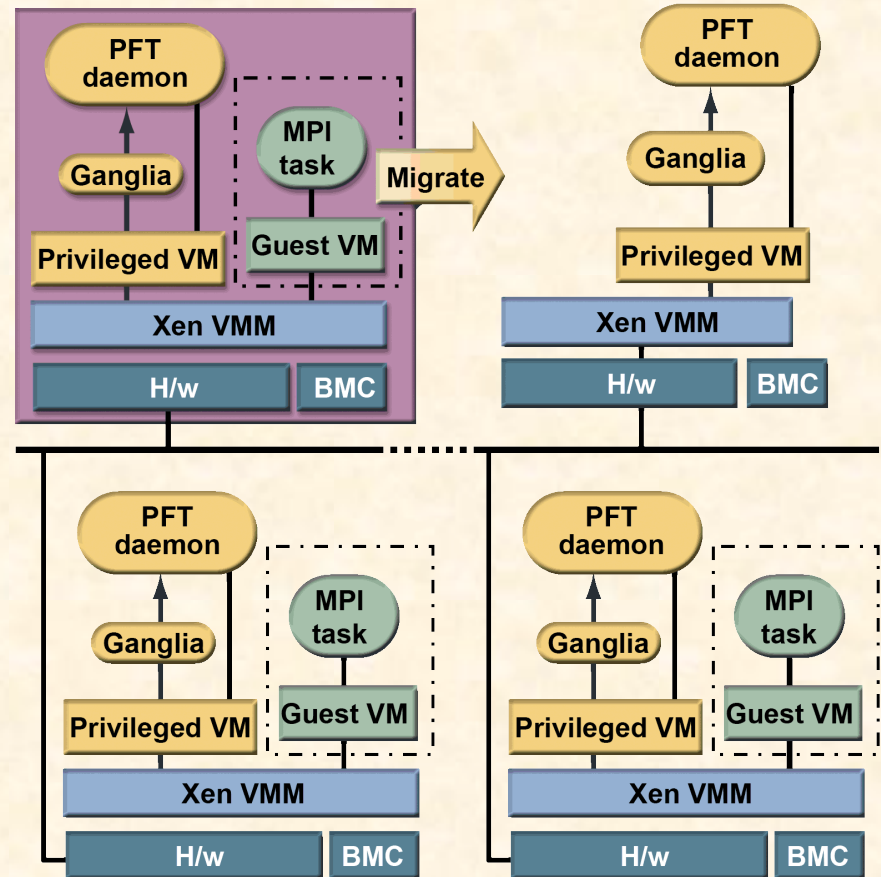 PFT
daemon
MPI
task
Ganglia
Migrate
Guest VM
Privileged VM
Xen VMM
H/w
BMC
PFT
daemon
Ganglia
Privileged VM
Xen VMM
H/w
BMC
PFT
daemon
MPI
task
Ganglia
Guest VM
Privileged VM
Xen VMM
H/w
BMC
PFT
daemon
MPI
task
Ganglia
Guest VM
Privileged VM
Xen VMM
H/w
BMC